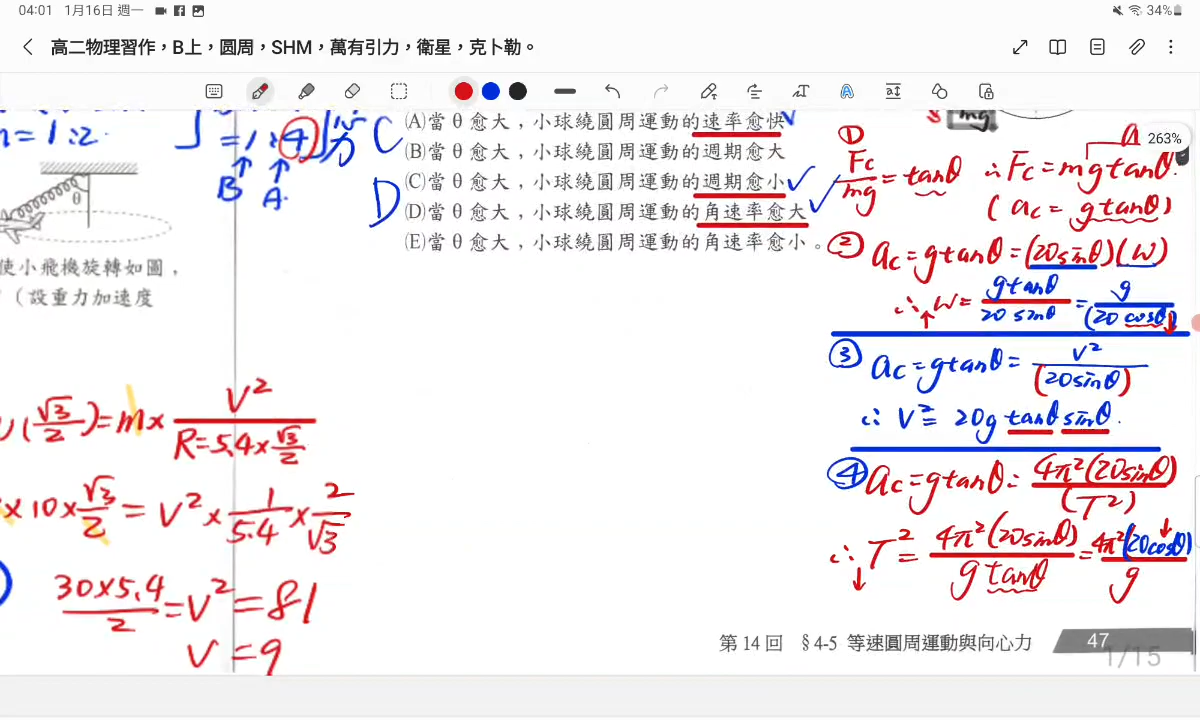 04:01 1月16日 週一
34%
高二物理習作，B上，圓周，SHM，萬有引力，衛星，克卜勒。
263%
= 1:2
= 1:4
B A
θ
使小飛機旋轉如圖，
（設重力加速度
(√3/2) = m × V²/(R=5.4×√3/2)
× 10 × √3/2 = V² × 1/5.4 × 2/√3
30×5.4/2 = V² = 81
V = 9
C
D
(A)當 θ 愈大，小球繞圓周運動的速率愈快
(B)當 θ 愈大，小球繞圓周運動的週期愈大
(C)當 θ 愈大，小球繞圓周運動的週期愈小
(D)當 θ 愈大，小球繞圓周運動的角速率愈大
(E)當 θ 愈大，小球繞圓周運動的角速率愈小。
mg
① Fc/mg = tanθ ∴ Fc = mg tanθ
(ac = gtanθ)
② ac = gtanθ = (20sinθ)(W)
∴ W = gtanθ/20 sinθ = g/(20 cosθ)
③ ac = gtanθ = V²/(20sinθ)
∴ V² = 20g tanθ sinθ.
④ ac = gtanθ = 4π²(20sinθ)/(T²)
∴ T² = 4π²(20sinθ)/g tanθ = 4π²(20cosθ)/g
第 14 回 §4-5 等速圓周運動與向心力 47
1/15